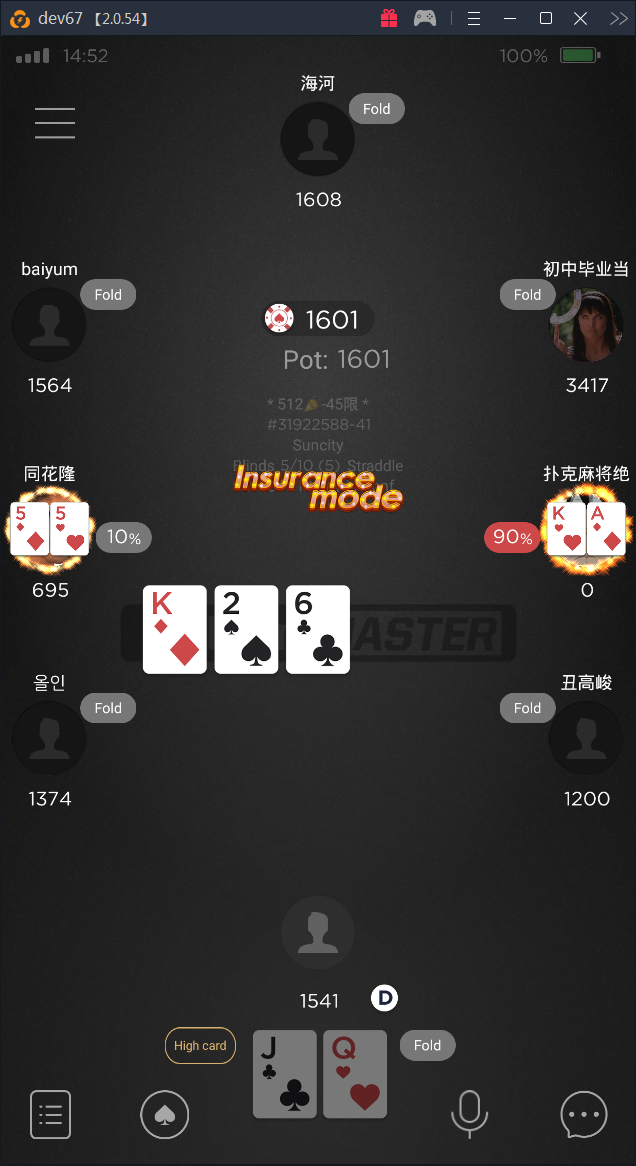 dev67 【2.0.54】
14:52
100%
海河
Fold
1608
baiyum
Fold
1564
初中毕业当
Fold
3417
1601
Pot: 1601
* 512 -45限 *
#31922588-41
Suncity
Blinds 5/10 (5) Straddle
Insurance
mode
同花隆
5 5
10%
695
扑克麻将绝
K A
90%
0
K 2 6
올인
Fold
1374
丑高峻
Fold
1200
1541
D
High card
J Q
Fold